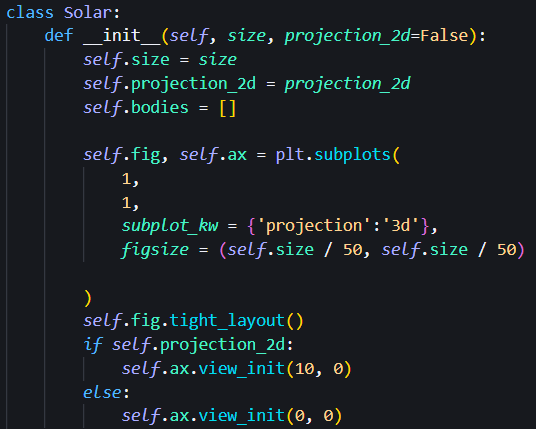 class Solar:
    def __init__(self, size, projection_2d=False):
        self.size = size
        self.projection_2d = projection_2d
        self.bodies = []

        self.fig, self.ax = plt.subplots(
            1,
            1,
            subplot_kw = {'projection':'3d'},
            figsize = (self.size / 50, self.size / 50)

        )
        self.fig.tight_layout()
        if self.projection_2d:
            self.ax.view_init(10, 0)
        else:
            self.ax.view_init(0, 0)